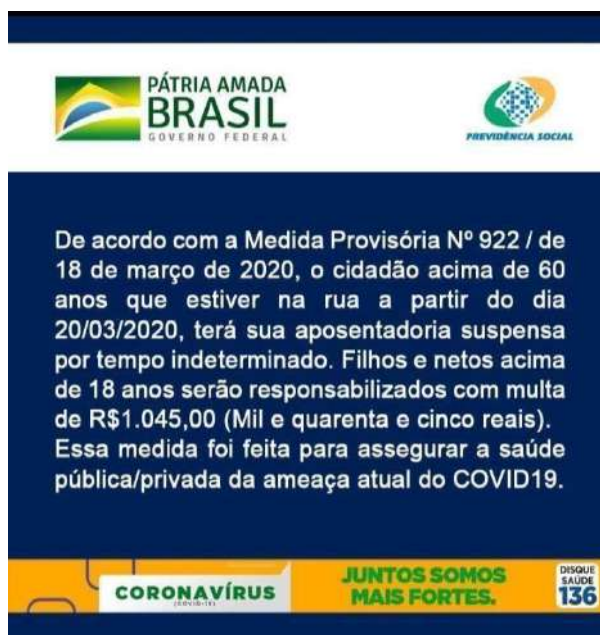 PÁTRIA AMADA
BRASIL
GOVERNO FEDERAL
PREVIDÊNCIA SOCIAL
De acordo com a Medida Provisória Nº 922 / de
18 de março de 2020, o cidadão acima de 60
anos que estiver na rua a partir do dia
20/03/2020, terá sua aposentadoria suspensa
por tempo indeterminado. Filhos e netos acima
de 18 anos serão responsabilizados com multa
de R$1.045,00 (Mil e quarenta e cinco reais).
Essa medida foi feita para assegurar a saúde
pública/privada da ameaça atual do COVID19.
CORONAVÍRUS
(COVID-19)
JUNTOS SOMOS
MAIS FORTES.
DISQUE
SAÚDE
136